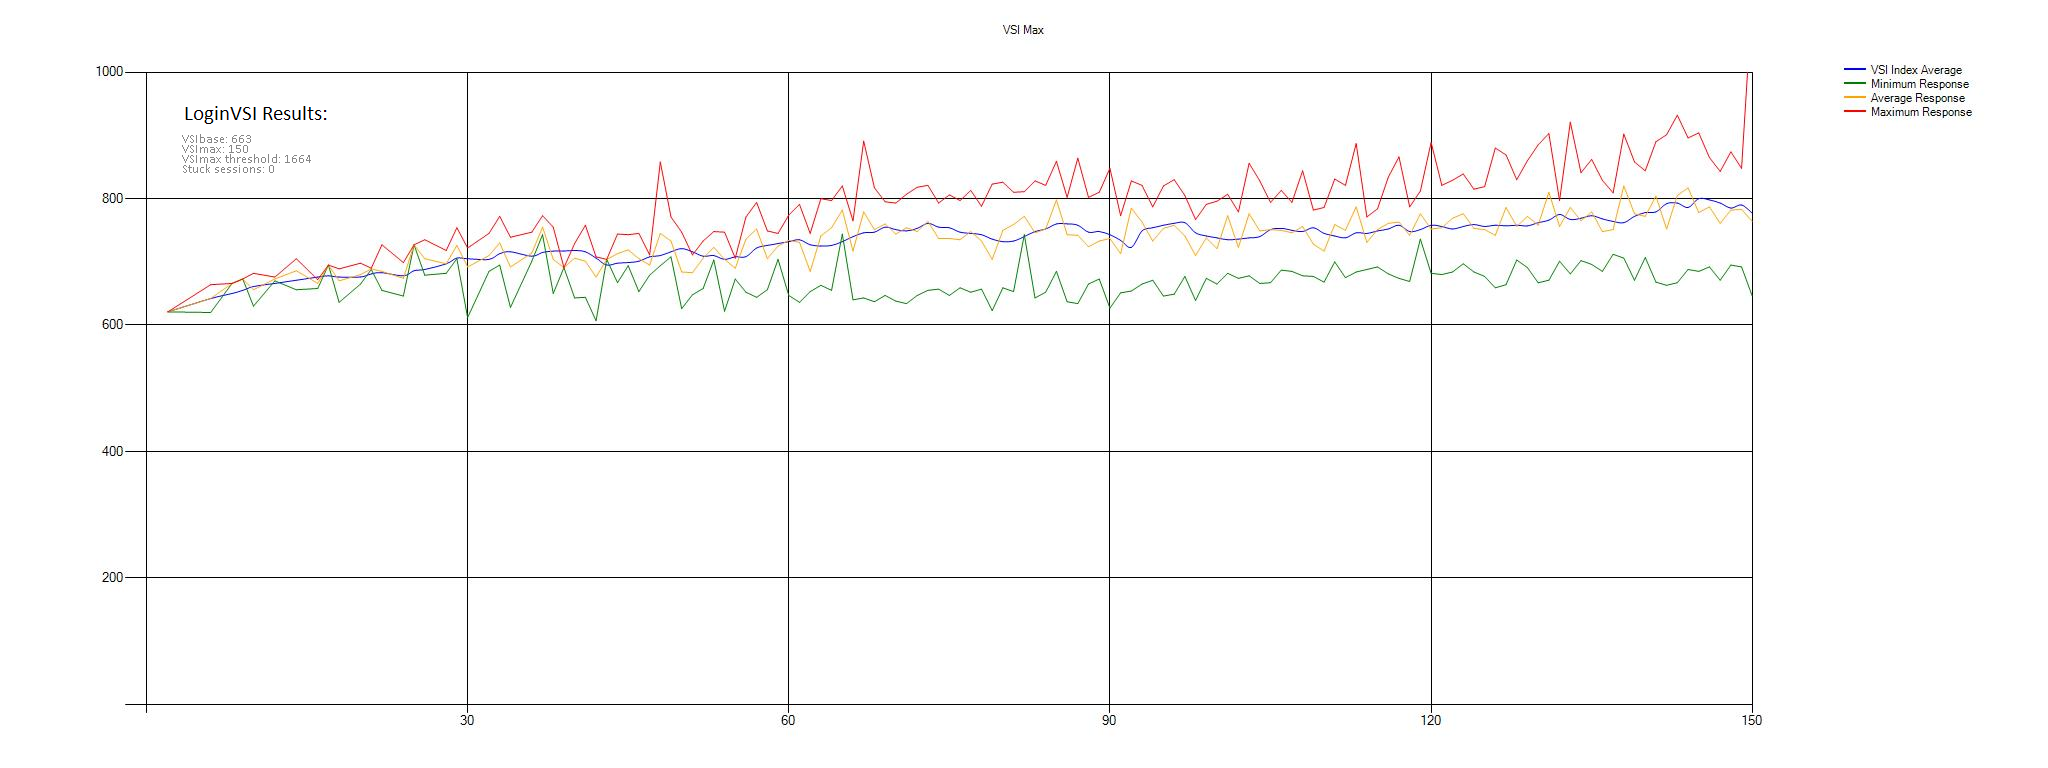 VSI Max
1000
800
600
400
200
30
60
90
120
150
LoginVSI Results:
VSIbase: 663
VSImax: 150
VSImax threshold: 1664
Stuck sessions: 0
VSI Index Average
Minimum Response
Average Response
Maximum Response